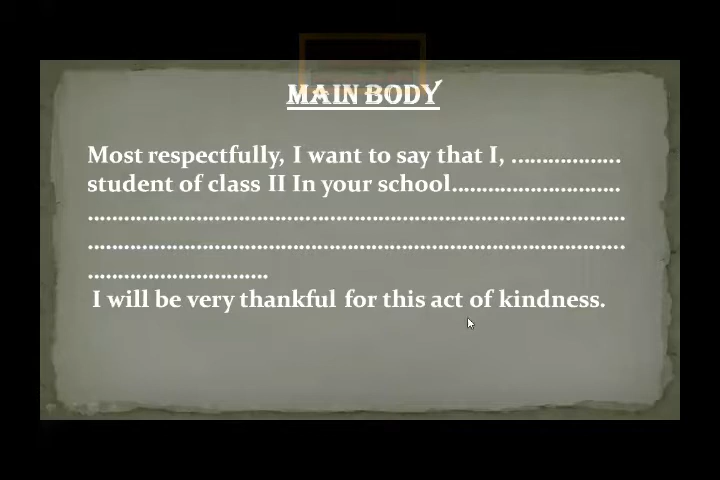 MAIN BODY
Most respectfully, I want to say that I, ..................
student of class II In your school............................
.........................................................................................
.........................................................................................
..............................
I will be very thankful for this act of kindness.